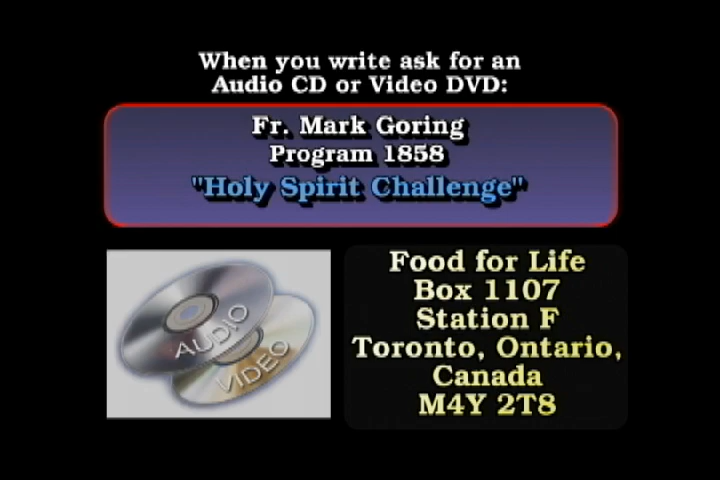 When you write ask for an
Audio CD or Video DVD:
Fr. Mark Goring
Program 1858
"Holy Spirit Challenge"
AUDIO
VIDEO
Food for Life
Box 1107
Station F
Toronto, Ontario,
Canada
M4Y 2T8